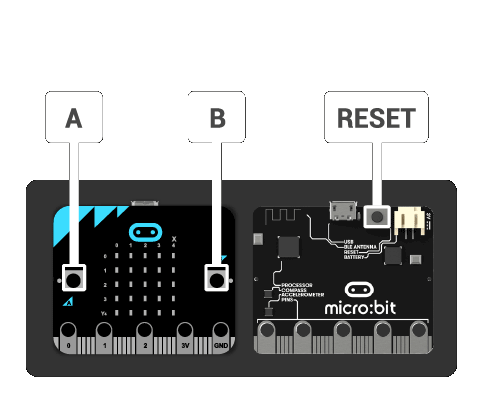 A
B
RESET
X
0 1 2 3 4
0
1
2
3
Y
0 1 2 3V GND
USB
BLE ANTENNA
RESET
BATTERY
3V
PROCESSOR
COMPASS
ACCELEROMETER
PINS
micro:bit